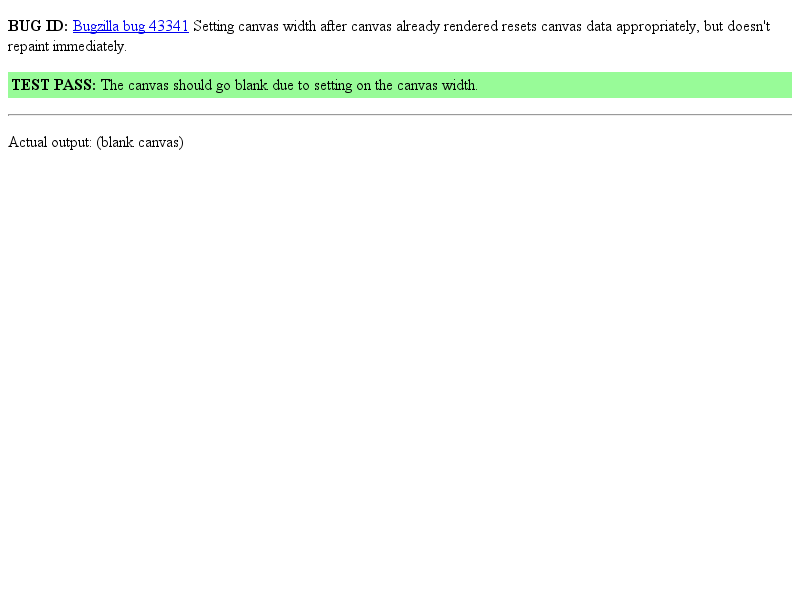 BUG ID: Bugzilla bug 43341 Setting canvas width after canvas already rendered resets canvas data appropriately, but doesn't
repaint immediately.
TEST PASS: The canvas should go blank due to setting on the canvas width.
Actual output: (blank canvas)